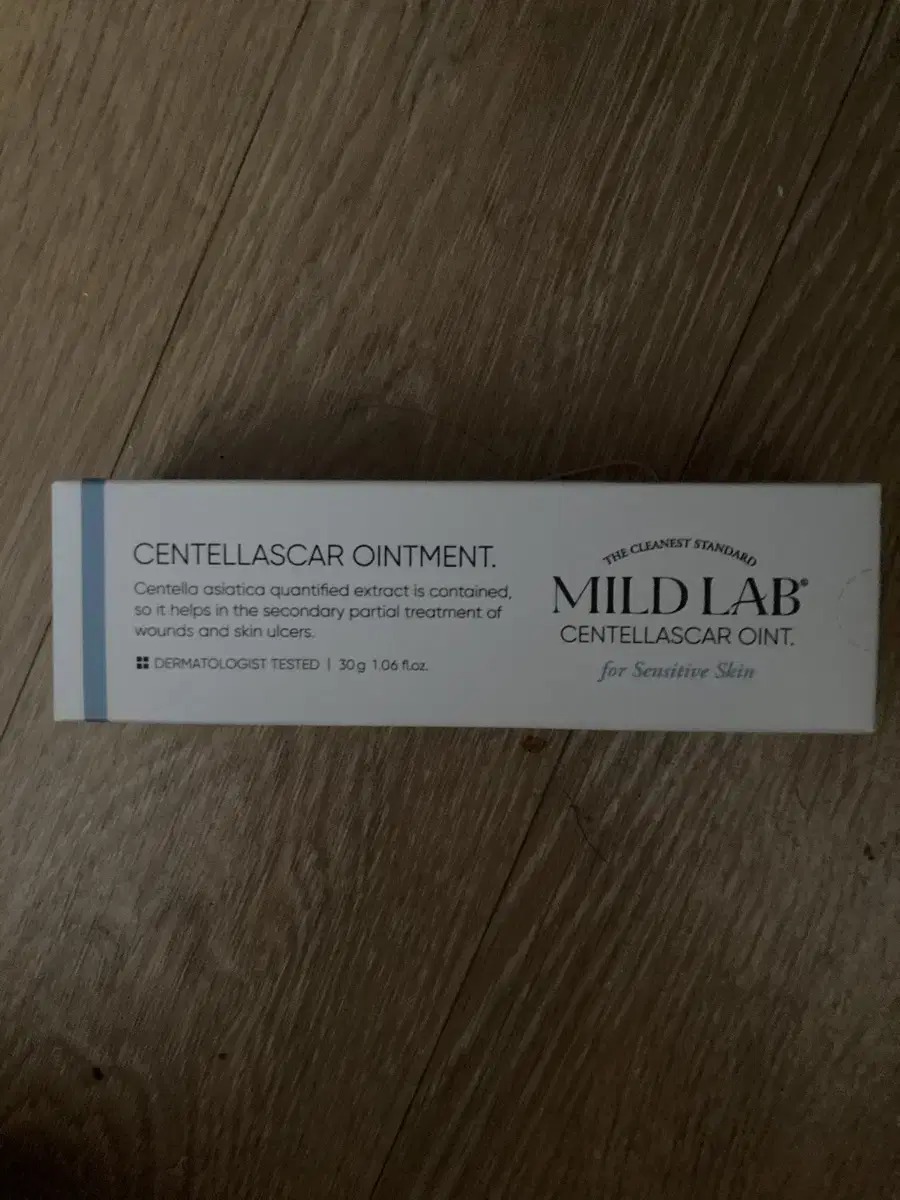 CENTELLASCAR OINTMENT.
Centella asiatica quantified extract is contained,
so it helps in the secondary partial treatment of
wounds and skin ulcers.
DERMATOLOGIST TESTED | 30g 1.06 fl.oz.
THE CLEANEST STANDARD
MILD LAB®
CENTELLASCAR OINT.
for Sensitive Skin